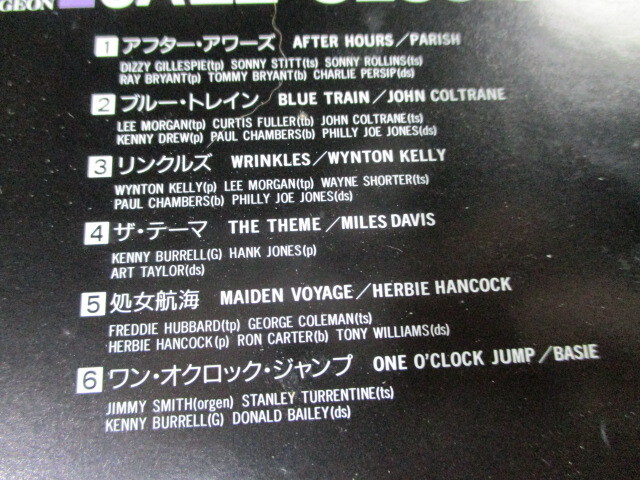 GEON JAZZ CLASSIC
1 アフター・アワーズ AFTER HOURS/PARISH
DIZZY GILLESPIE(tp) SONNY STITT(ts) SONNY ROLLINS(ts)
RAY BRYANT(p) TOMMY BRYANT(b) CHARLIE PERSIP(ds)
2 ブルー・トレイン BLUE TRAIN/JOHN COLTRANE
LEE MORGAN(tp) CURTIS FULLER(tb) JOHN COLTRANE(ts)
KENNY DREW(p) PAUL CHAMBERS(b) PHILLY JOE JONES(ds)
3 リンクルズ WRINKLES/WYNTON KELLY
WYNTON KELLY(p) LEE MORGAN(tp) WAYNE SHORTER(ts)
PAUL CHAMBERS(b) PHILLY JOE JONES(ds)
4 ザ・テーマ THE THEME/MILES DAVIS
KENNY BURRELL(G) HANK JONES(p)
ART TAYLOR(ds)
5 処女航海 MAIDEN VOYAGE/HERBIE HANCOCK
FREDDIE HUBBARD(tp) GEORGE COLEMAN(ts)
HERBIE HANCOCK(p) RON CARTER(b) TONY WILLIAMS(ds)
6 ワン・オクロック・ジャンプ ONE O'CLOCK JUMP/BASIE
JIMMY SMITH(orgen) STANLEY TURRENTINE(ts)
KENNY BURRELL(G) DONALD BAILEY(ds)